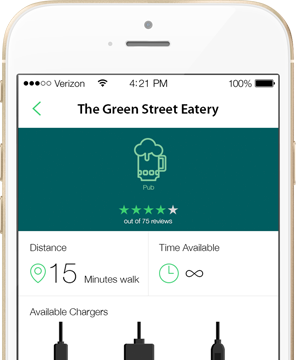 Verizon 4:21 PM 100%
The Green Street Eatery
Pub
out of 75 reviews
Distance Time Available
15 Minutes walk ∞
Available Chargers